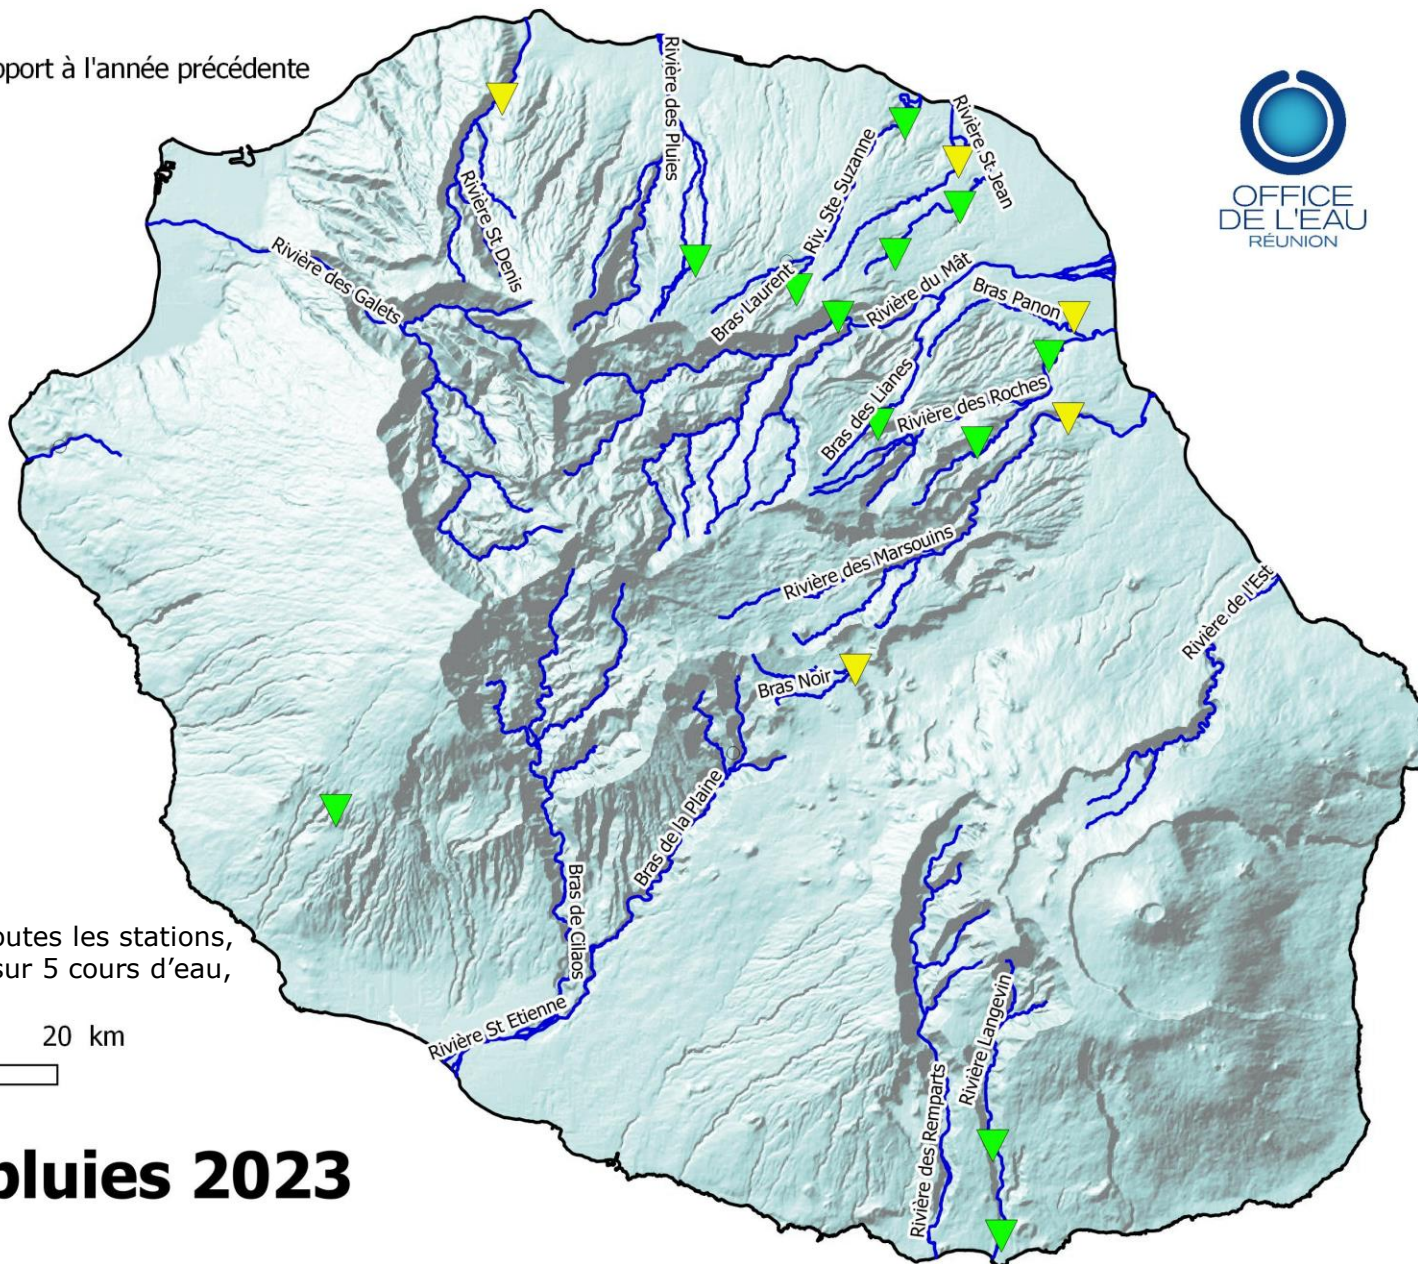 pport à l'année précédente
OFFICE
DE L'EAU
RÉUNION
Rivière des Pluies
Rivière St Denis
Riv. Ste Suzanne
Rivière St Jean
Rivière des Galets
Bras Laurent
Rivière du Mât
Bras Panon
Bras des Lianes
Rivière des Roches
Rivière des Marsouins
Rivière de l'Est
Bras Noir
Bras de la Plaine
Bras de Cilaos
Rivière St Etienne
Rivière Langevin
Rivière des Remparts
outes les stations,
sur 5 cours d'eau,
20 km
pluies 2023